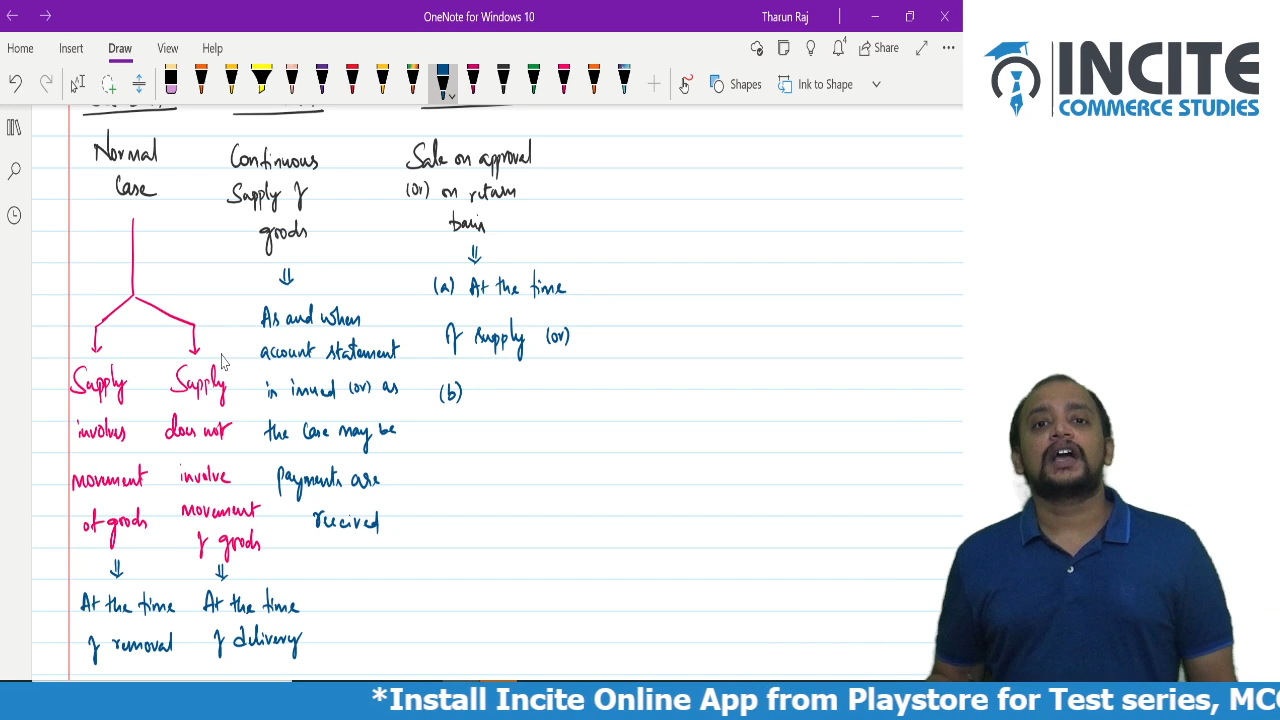 OneNote for Windows 10
Tharun Raj
Home Insert Draw View Help
4 Share
Shapes Ink to Shape
INCITE
COMMERCE STUDIES
Normal
Case
Supply
involves
movement
of goods
At the time
of removal
Supply
does not
involve
movement
of goods
At the time
of delivery
Continuous
Supply of
goods
As and when
account statement
is issued (or) as
the case may be
payments are
received
Sale on approval
(or) on return
basis
(a) At the time
of supply (or)
(b)
*Install Incite Online App from Playstore for Test series, MC